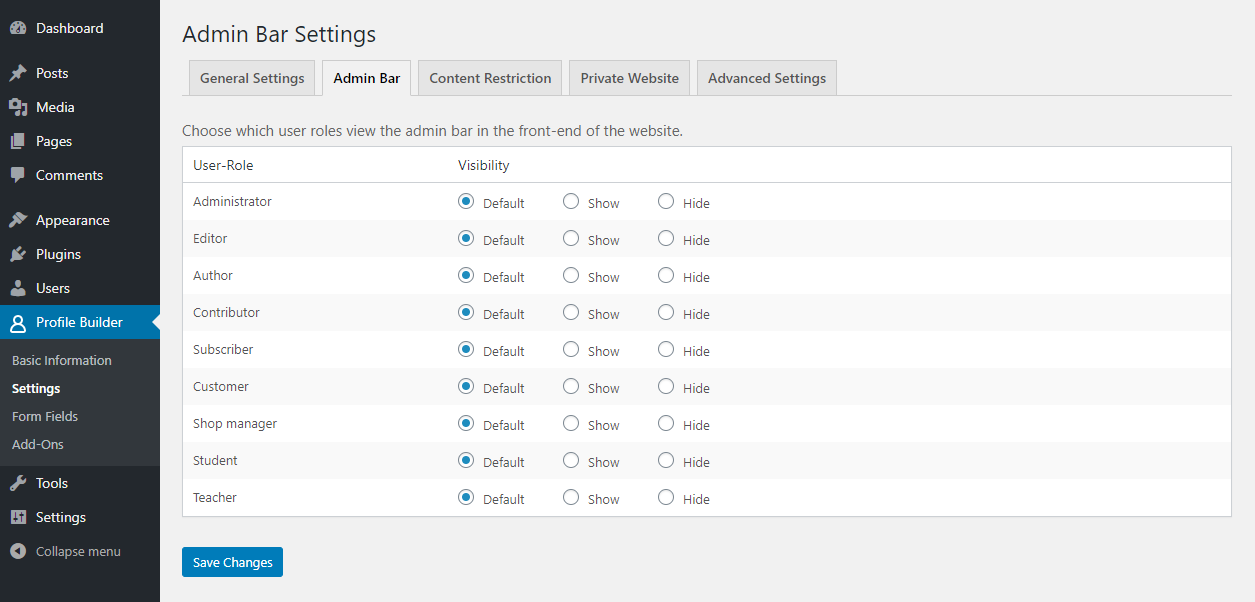 Dashboard
Posts
Media
Pages
Comments
Appearance
Plugins
Users
Profile Builder
Basic Information
Settings
Form Fields
Add-Ons
Tools
Settings
Collapse menu
Admin Bar Settings
General Settings Admin Bar Content Restriction Private Website Advanced Settings
Choose which user roles view the admin bar in the front-end of the website.
User-Role Visibility
Administrator Default Show Hide
Editor Default Show Hide
Author Default Show Hide
Contributor Default Show Hide
Subscriber Default Show Hide
Customer Default Show Hide
Shop manager Default Show Hide
Student Default Show Hide
Teacher Default Show Hide
Save Changes